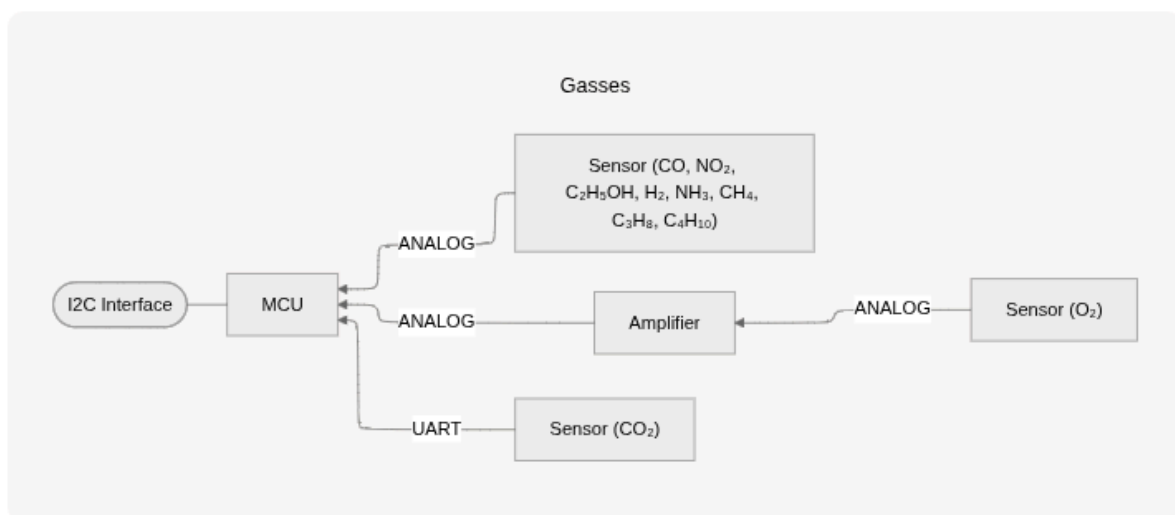 Gasses
Sensor (CO, NO₂,
C₂H₅OH, H₂, NH₃, CH₄,
C₃H₈, C₄H₁₀)
ANALOG
I2C Interface
MCU
ANALOG
Amplifier
ANALOG
Sensor (O₂)
UART
Sensor (CO₂)